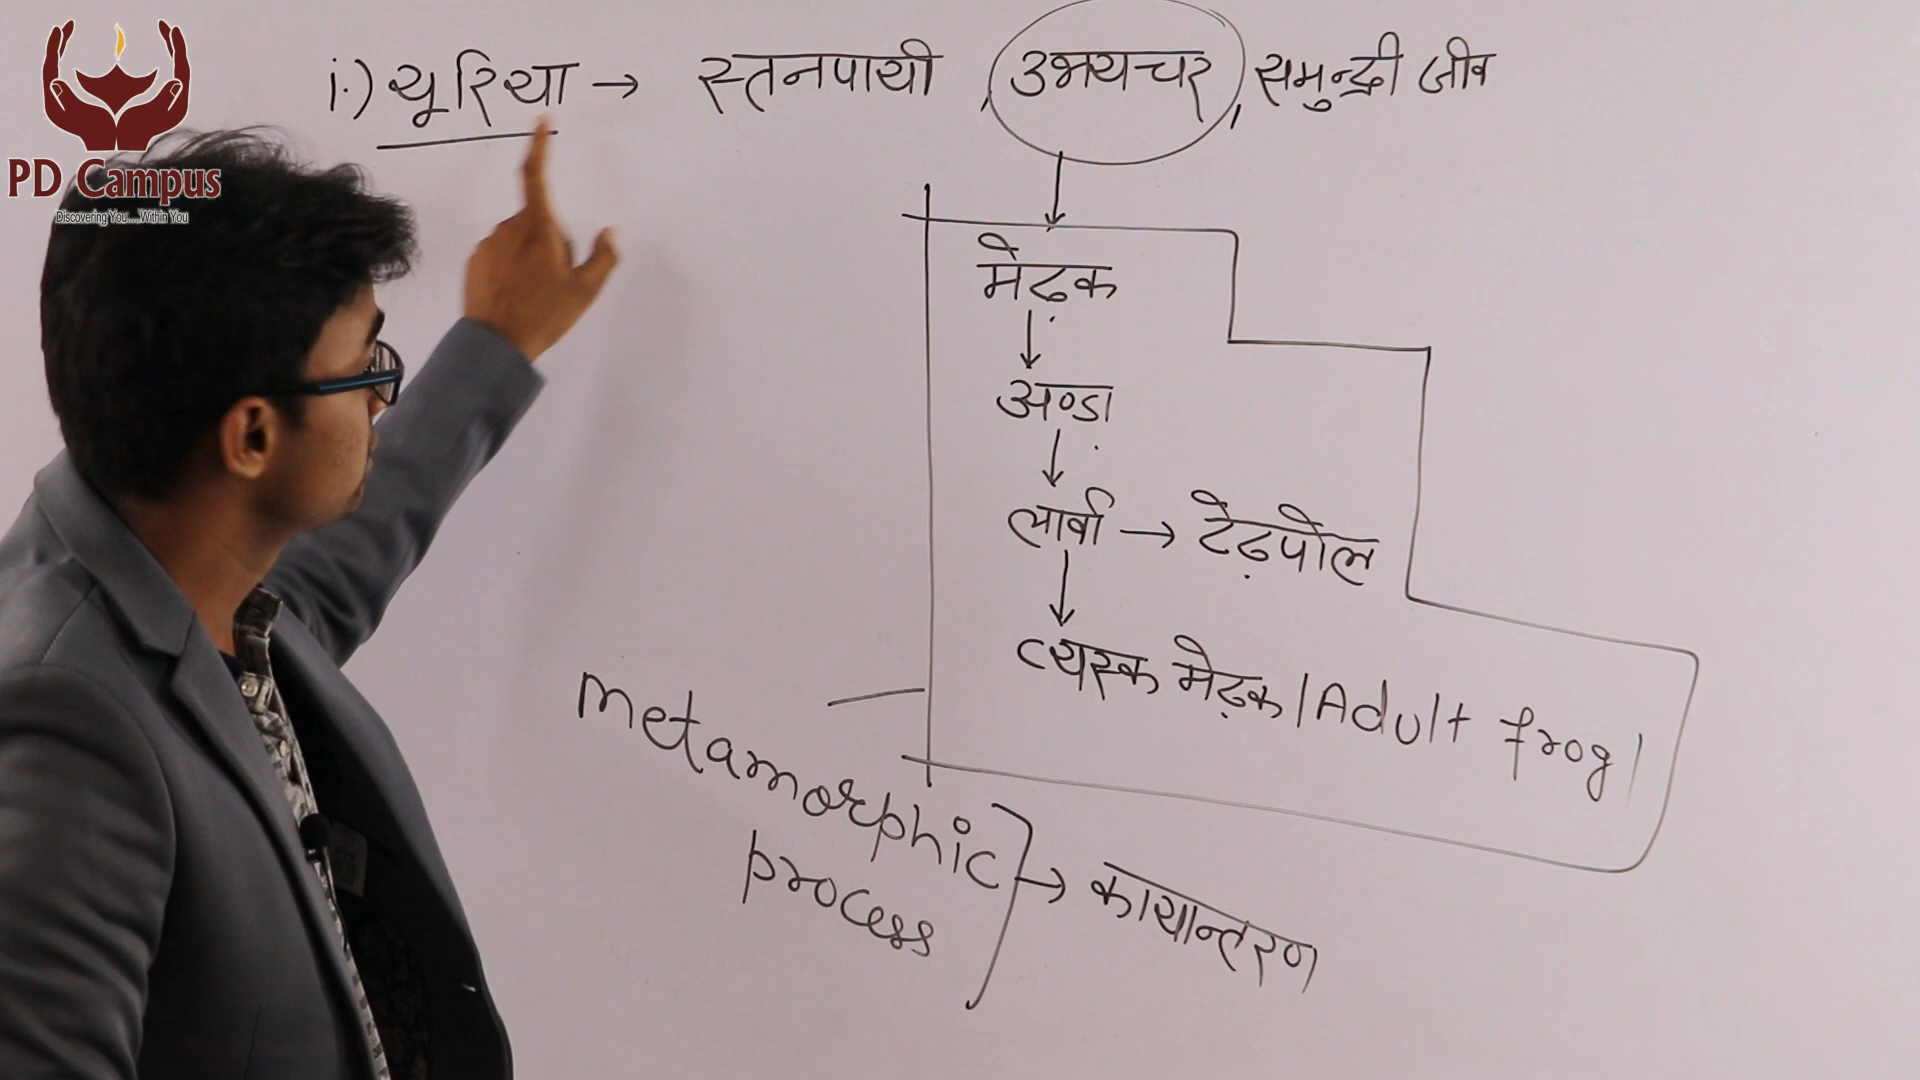 PD Campus
Discovering You.....Within You
i.) यूरिया → स्तनपायी , उभयचर , समुन्द्री जीव
↓
मेढ़क
↓
अण्डा
↓
लार्वा → टेढ़पोल
↓
व्यस्क मेढ़क / Adult frog /
metamorphic
process
→ कायान्तरण